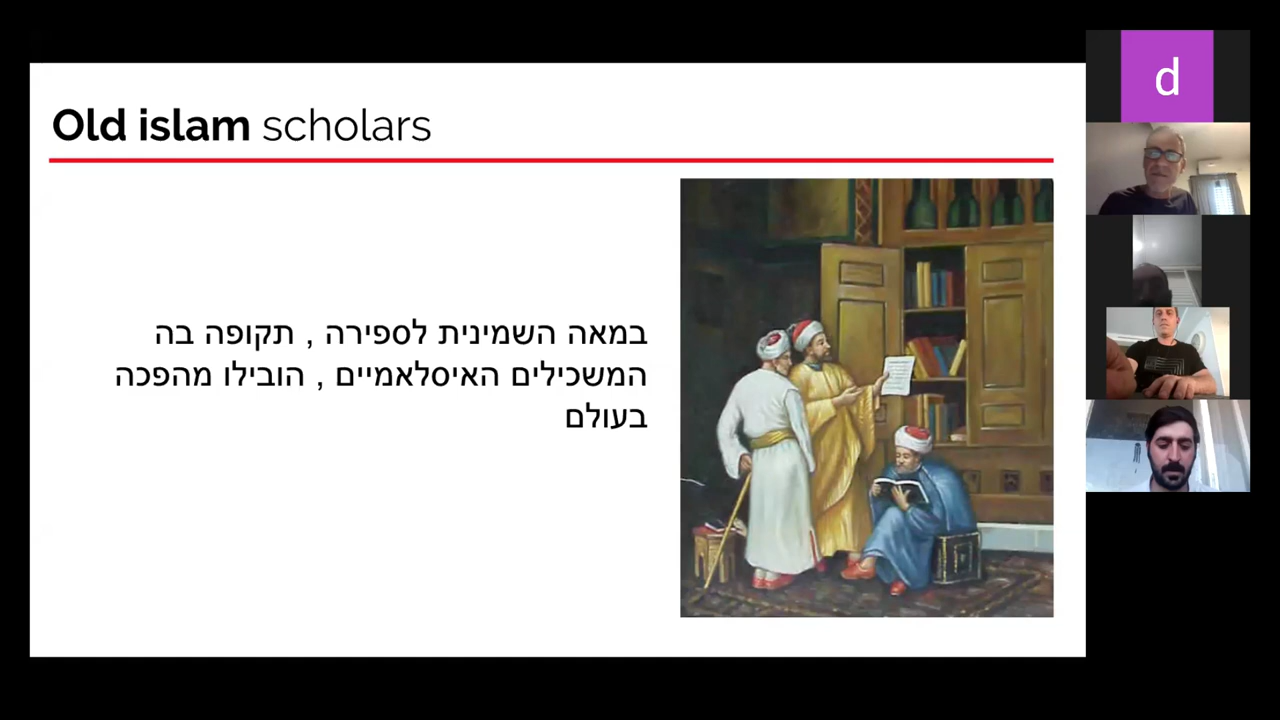 Old islam scholars
במאה השמינית לספירה , תקופה בה
המשכילים האיסלאמיים , הובילו מהפכה
בעולם
d